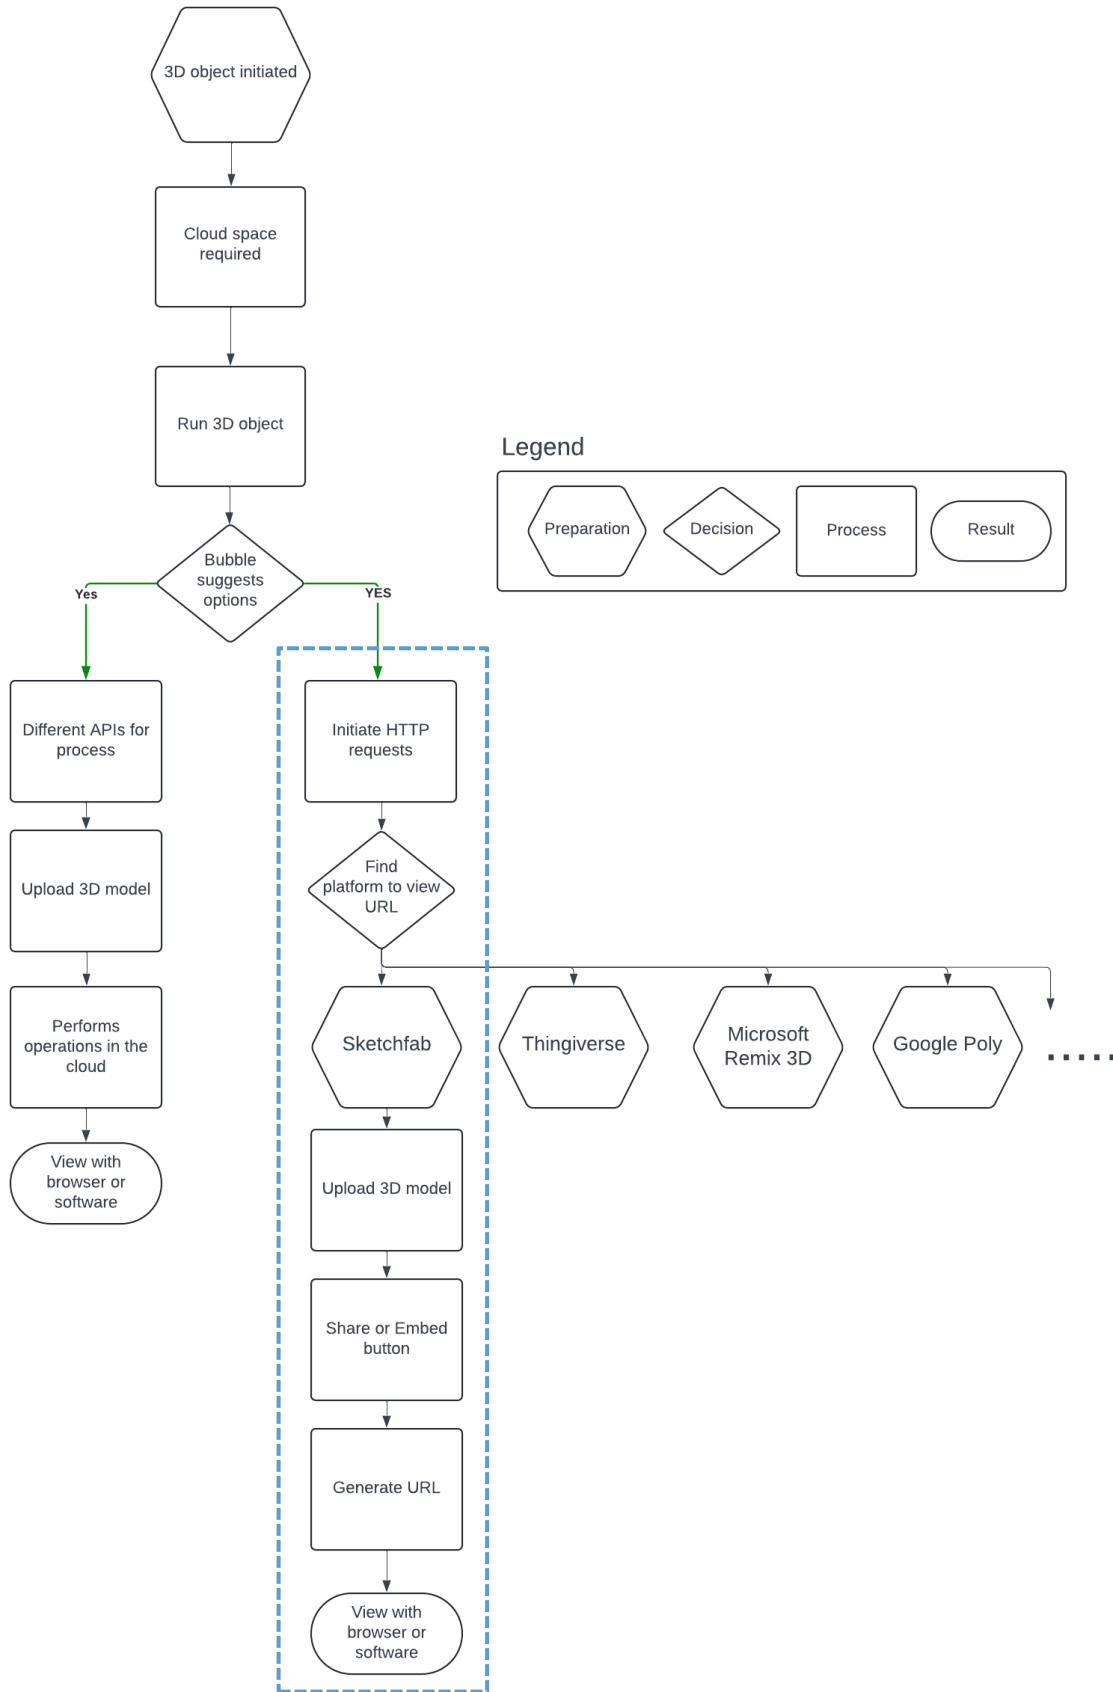 3D object initiated
Cloud space
required
Run 3D object
Legend
Preparation
Decision
Process
Result
Bubble
suggests
options
Yes
YES
Different APIs for
process
Initiate HTTP
requests
Upload 3D model
Find
platform to view
URL
Performs
operations in the
cloud
Sketchfab
Thingiverse
Microsoft
Remix 3D
Google Poly
.....
View with
browser or
software
Upload 3D model
Share or Embed
button
Generate URL
View with
browser or
software